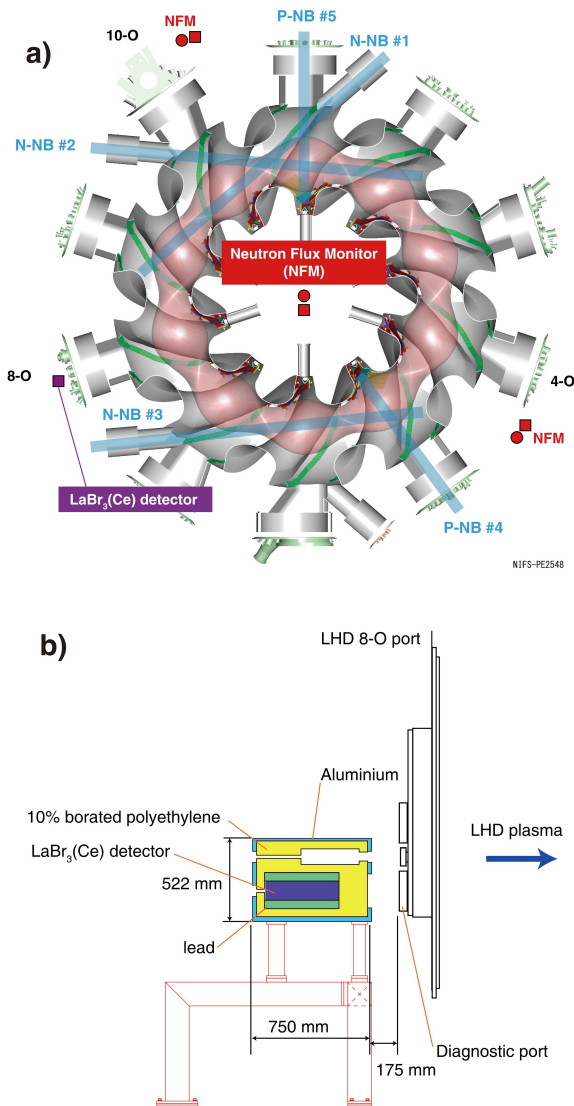 a)
NFM
10-O
P-NB #5
N-NB #1
N-NB #2
Neutron Flux Monitor
(NFM)
8-O
4-O
N-NB #3
NFM
LaBr₃(Ce) detector
P-NB #4
NIFS-PE2548
b)
LHD 8-O port
Aluminium
10% borated polyethylene
LaBr₃(Ce) detector
LHD plasma
522 mm
lead
750 mm
Diagnostic port
175 mm